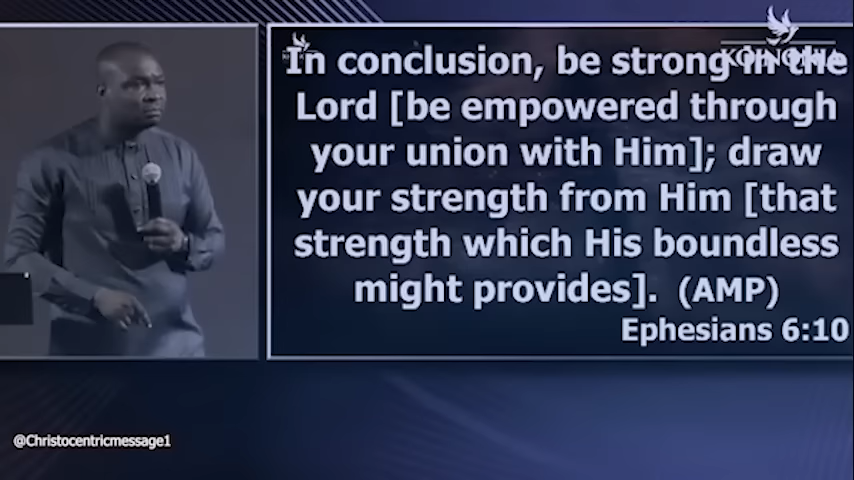 KOINONIA
In conclusion, be strong in the
Lord [be empowered through
your union with Him]; draw
your strength from Him [that
strength which His boundless
might provides]. (AMP)
Ephesians 6:10
@Christocentricmessage1